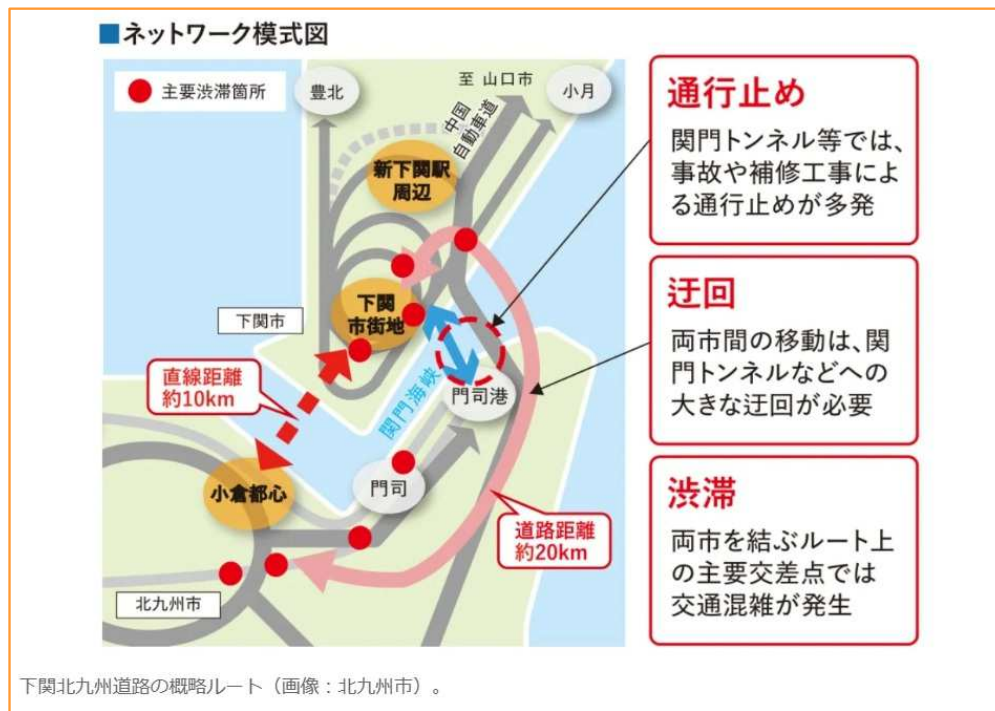 ■ネットワーク模式図
主要渋滞箇所
豊北
至 山口市
小月
中国
自動車道
新下関駅
周辺
下関
市街地
下関市
直線距離
約10km
関門海峡
門司港
小倉都心
門司
道路距離
約20km
北九州市
通行止め
関門トンネル等では、
事故や補修工事によ
る通行止めが多発
迂回
両市間の移動は、関
門トンネルなどへの
大きな迂回が必要
渋滞
両市を結ぶルート上
の主要交差点では
交通混雑が発生
下関北九州道路の概略ルート（画像：北九州市）。